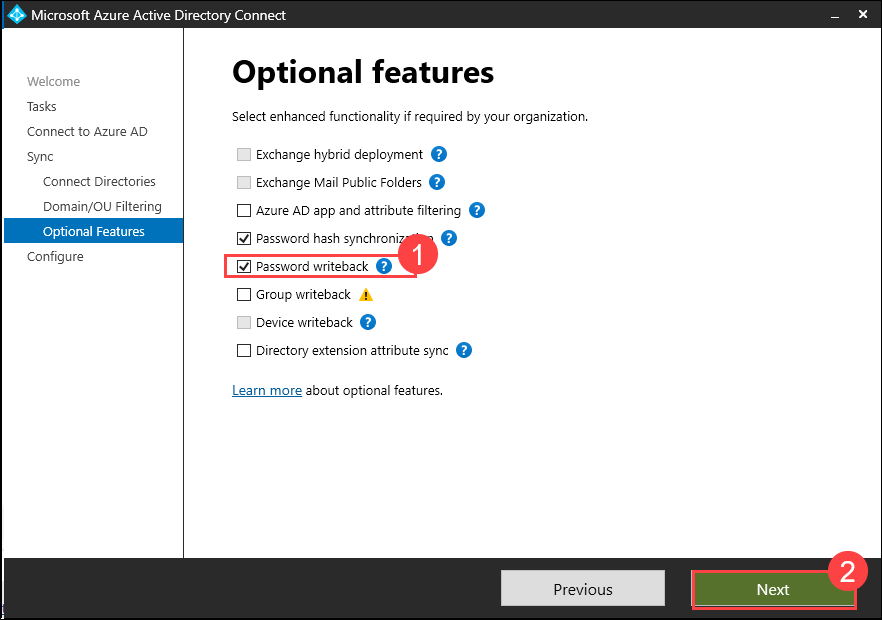 Microsoft Azure Active Directory Connect
Welcome
Tasks
Connect to Azure AD
Sync
Connect Directories
Domain/OU Filtering
Optional Features
Configure
Optional features
Select enhanced functionality if required by your organization.
Exchange hybrid deployment ?
Exchange Mail Public Folders ?
Azure AD app and attribute filtering ?
Password hash synchronization ?
Password writeback ?
1
Group writeback
Device writeback ?
Directory extension attribute sync ?
Learn more about optional features.
Previous
Next
2